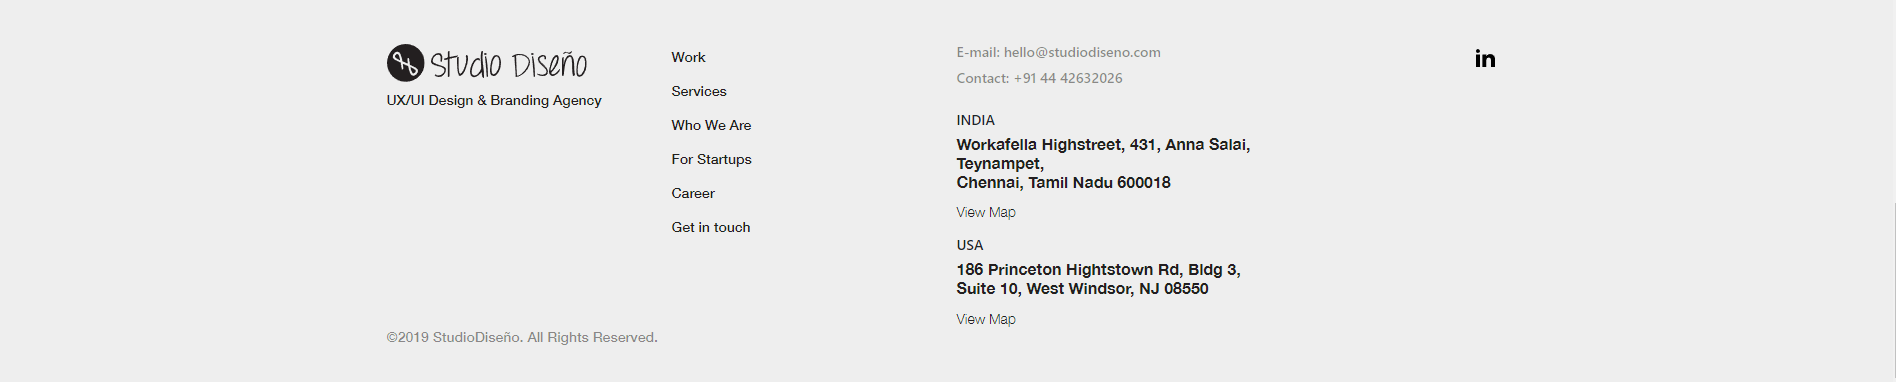 Studio Diseño
UX/UI Design & Branding Agency
Work
Services
Who We Are
For Startups
Career
Get in touch
E-mail: hello@studiodiseno.com
Contact: +91 44 42632026
INDIA
Workafella Highstreet, 431, Anna Salai,
Teynampet,
Chennai, Tamil Nadu 600018
View Map
USA
186 Princeton Hightstown Rd, Bldg 3,
Suite 10, West Windsor, NJ 08550
View Map
in
©2019 StudioDiseño. All Rights Reserved.